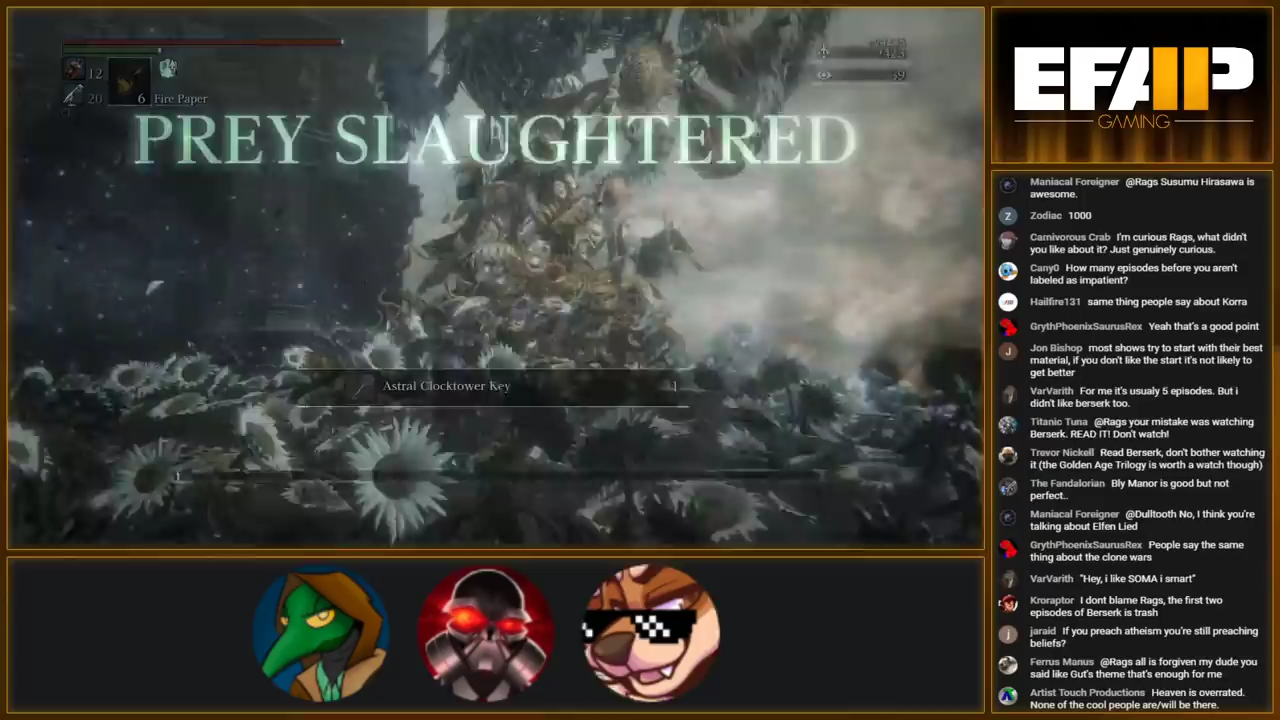 12
20
6 Fire Paper
PREY SLAUGHTERED
Astral Clocktower Key 1
EFAP
GAMING
Maniacal Foreigner @Rags Susumu Hirasawa is
awesome.
Z Zodiac 1000
Carnivorous Crab I'm curious Rags, what didn't
you like about it? Just genuinely curious.
Cany0 How many episodes before you aren't
labeled as impatient?
Hailfire131 same thing people say about Korra
GrythPhoenixSaurusRex Yeah that's a good point
J Jon Bishop most shows try to start with their best
material, if you don't like the start it's not likely to
get better
VarVarith For me it's usualy 5 episodes. But i
didn't like berserk too.
Titanic Tuna @Rags your mistake was watching
Berserk. READ IT! Don't watch!
Trevor Nickell Read Berserk, don't bother watching
it (the Golden Age Trilogy is worth a watch though)
The Fandalorian Bly Manor is good but not
perfect..
Maniacal Foreigner @Dulltooth No, I think you're
talking about Elfen Lied
GrythPhoenixSaurusRex People say the same
thing about the clone wars
VarVarith "Hey, i like SOMA i smart"
Kroraptor I dont blame Rags, the first two
episodes of Berserk is trash
j jaraid If you preach atheism you're still preaching
beliefs?
Ferrus Manus @Rags all is forgiven my dude you
said like Gut's theme that's enough for me
Artist Touch Productions Heaven is overrated.
None of the cool people are/will be there.